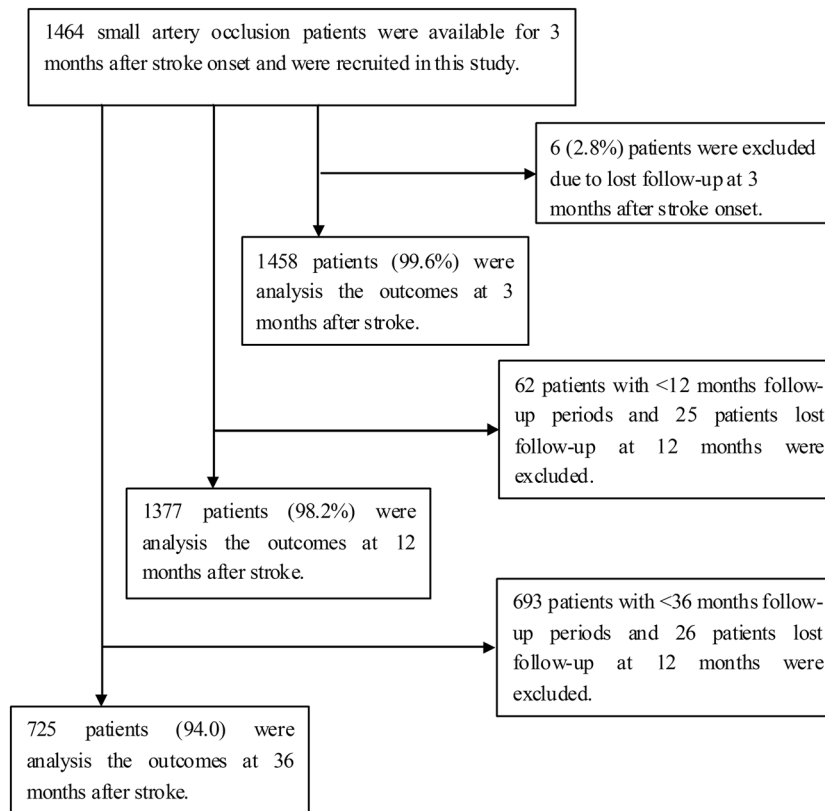 1464 small artery occlusion patients were available for 3
months after stroke onset and were recruited in this study.
6 (2.8%) patients were excluded
due to lost follow-up at 3
months after stroke onset.
1458 patients (99.6%) were
analysis the outcomes at 3
months after stroke.
62 patients with <12 months follow-
up periods and 25 patients lost
follow-up at 12 months were
excluded.
1377 patients (98.2%) were
analysis the outcomes at 12
months after stroke.
693 patients with <36 months follow-
up periods and 26 patients lost
follow-up at 12 months were
excluded.
725 patients (94.0) were
analysis the outcomes at 36
months after stroke.